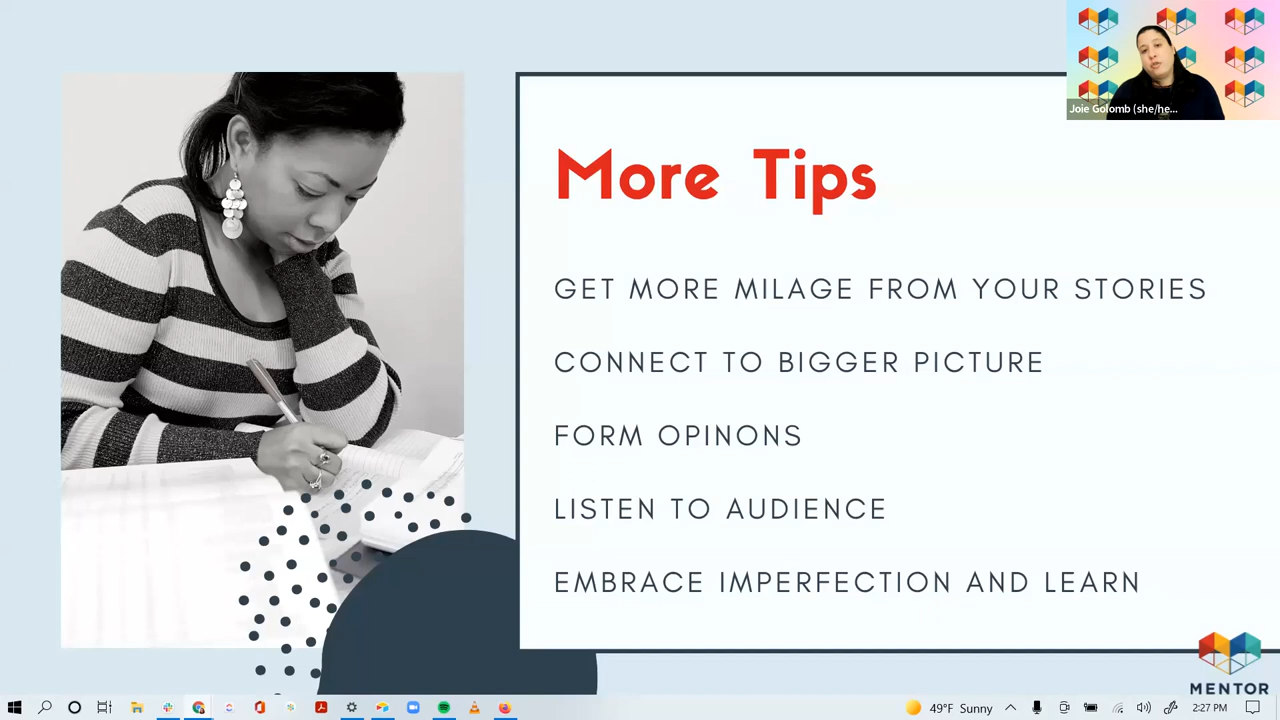 Joie Golomb (she/he...
More Tips
GET MORE MILAGE FROM YOUR STORIES
CONNECT TO BIGGER PICTURE
FORM OPINONS
LISTEN TO AUDIENCE
EMBRACE IMPERFECTION AND LEARN
MENTOR
49°F Sunny
2:27 PM